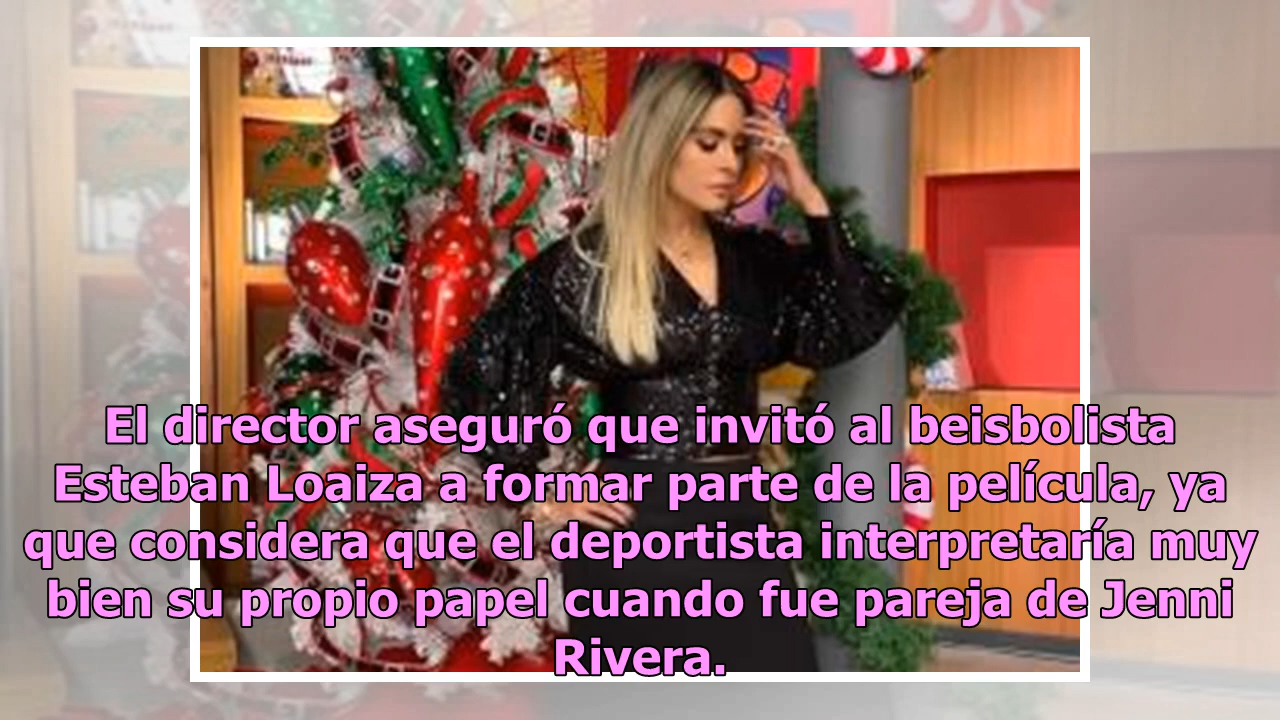 El director aseguró que invitó al beisbolista
Esteban Loaiza a formar parte de la película, ya
que considera que el deportista interpretaría muy
bien su propio papel cuando fue pareja de Jenni
Rivera.